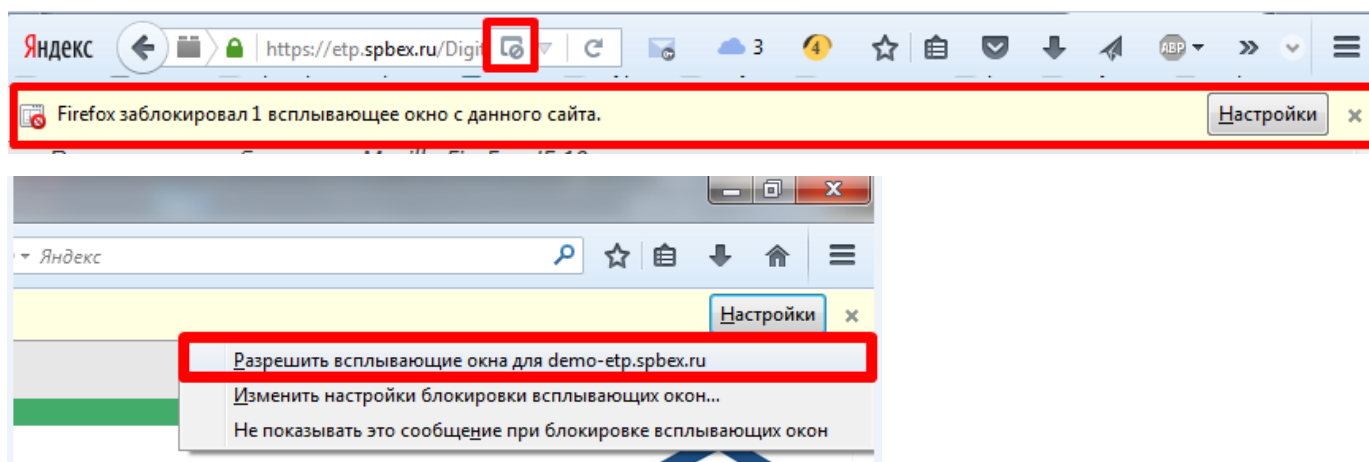 Яндекс https://etp.spbex.ru/Digit 3 4 ABP
Firefox заблокировал 1 всплывающее окно с данного сайта. Настройки
Яндекс
Настройки
Разрешить всплывающие окна для demo-etp.spbex.ru
Изменить настройки блокировки всплывающих окон...
Не показывать это сообщение при блокировке всплывающих окон